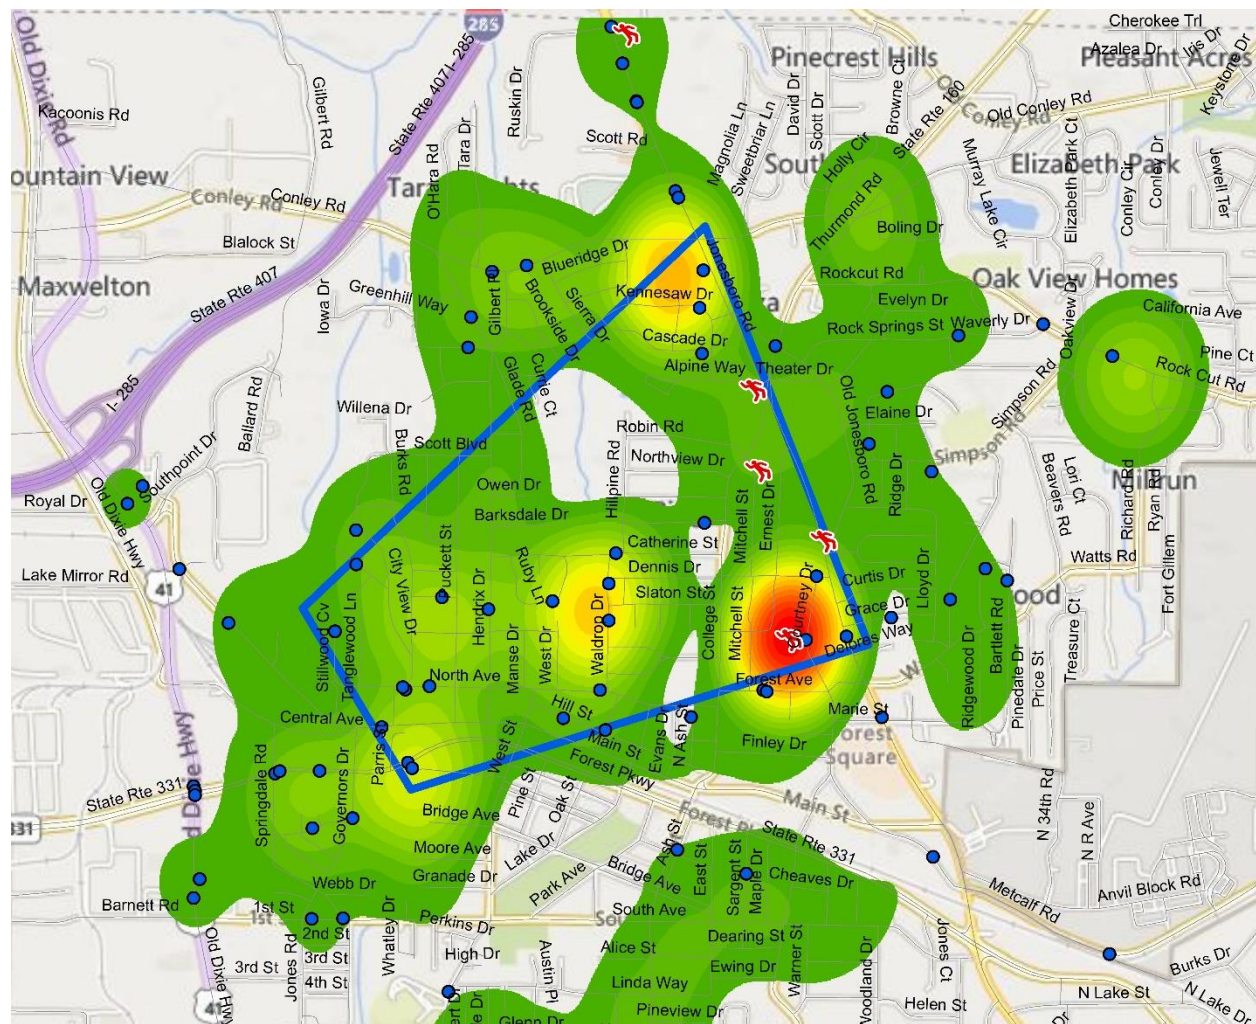 285
Cherokee Trl
Azalea Dr
Iris Dr
Pleasant Acres
Keystone Dr
Pinecrest Hills
Old Dixie Rd
Kacoonis Rd
Gilbert Rd
State Rte 407/I- 285
Ruskin Dr
Tara Dr
O'Hara Rd
Scott Rd
Magnolia Ln
Sweetbriar Ln
David Dr
Scott Dr
Browne Ct
State Rte 160
Old Conley Rd
Old Conley Rd
Holly Cir
Thurmond Rd
Murray Lake Cir
Elizabeth Park Ct
Elizabeth Park
Conley Cir
Conley Dr
Jewell Ter
ountain View
Conley Rd
Conley Rd
Blalock St
Boling Dr
Maxwelton
State Rte 407
Iowa Dr
Greenhill Way
Blueridge Dr
Brookside Dr
Sierra Dr
Kennesaw Dr
Jonesboro Rd
Rockcut Rd
Evelyn Dr
Rock Springs St
Waverly Dr
Oak View Homes
Oakview Dr
California Ave
Pine Ct
Rock Cut Rd
Cascade Dr
Alpine Way
Theater Dr
I- 285
Ballard Rd
Willena Dr
Glade Rd
Currie Ct
Scott Blvd
Burks Rd
Robin Rd
Northview Dr
Hillpine Rd
Old Jonesboro Rd
Elaine Dr
Ridge Dr
Simpson Rd
Simpson Rd
Beavers Rd
Lori Ct
Richard Rd
Ryan Rd
Southpoint Dr
Royal Dr
Old Dixie Hwy
Owen Dr
Barksdale Dr
Mitchell St
Ernest Dr
Catherine St
Dennis Dr
Slaton St
Lake Mirror Rd
41
City View Dr
Hendrix Dr
Ruby Ln
Waldrop Dr
College St
Mitchell St
Courtney Dr
Curtis Dr
Grace Dr
Delores Way
Lloyd Dr
Watts Rd
Fort Gillem
Treasure Ct
Bartlett Rd
Ridgewood Dr
Pinedale Dr
Price St
Stillwood Cv
Tanglewood Ln
Manse Dr
West Dr
North Ave
Central Ave
Hill St
Main St
Forest Pkwy
Evans Dr
N Ash St
Forest Ave
Marie St
Finley Dr
Forest
Square
State Rte 331
331
Springdale Rd
Governors Dr
West St
Bridge Ave
Moore Ave
Granade Dr
Pine St
Oak St
Lake Dr
Park Ave
Bridge Ave
Ash St
East St
Sargent St
Maple Dr
Main St
State Rte 331
Cheaves Dr
N 34th Rd
N R Ave
Metcalf Rd
Anvil Block Rd
Barnett Rd
Webb Dr
1st St
2nd St
3rd St
3rd St
4th St
Jones Rd
Whatley Dr
Perkins Dr
High Dr
Austin Pl
South Ave
Alice St
Linda Way
Dearing St
Ewing Dr
Warner St
Woodland Dr
Jones Ct
Helen St
Burks Dr
N Lake St
N Lake Dr
Old Dixie Hwy
41
Pineview Dr
Glenn Dr